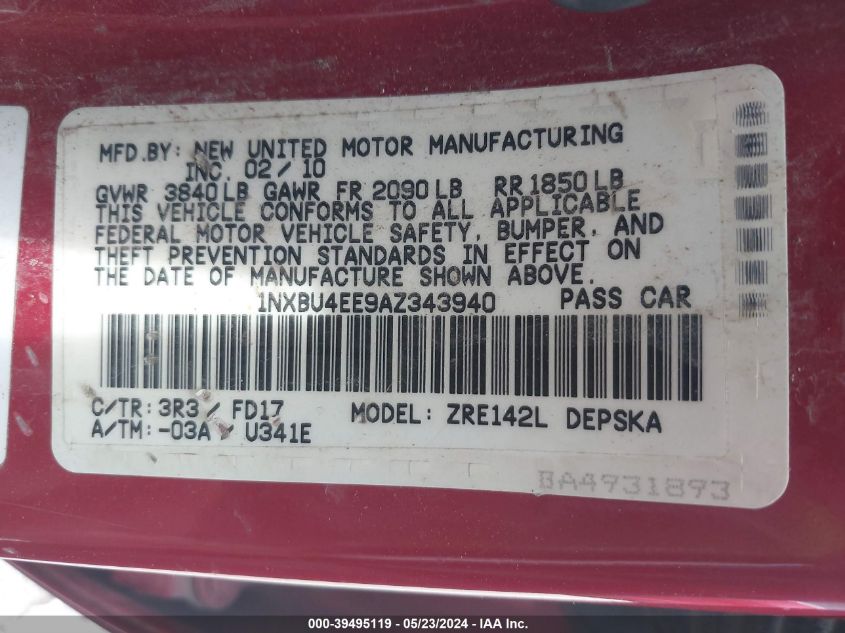 MFD.BY: NEW UNITED MOTOR MANUFACTURING
INC. 02/10
GVWR 3840 LB GAWR FR 2090 LB RR 1850 LB
THIS VEHICLE CONFORMS TO ALL APPLICABLE
FEDERAL MOTOR VEHICLE SAFETY, BUMPER, AND
THEFT PREVENTION STANDARDS IN EFFECT ON
THE DATE OF MANUFACTURE SHOWN ABOVE.
1NXBU4EE9AZ343940 PASS CAR
C/TR: 3R3 / FD17 MODEL: ZRE142L DEPSKA
A/TM: -03A / U341E
BA4931893
000-39495119 — 05/23/2024 — IAA Inc.